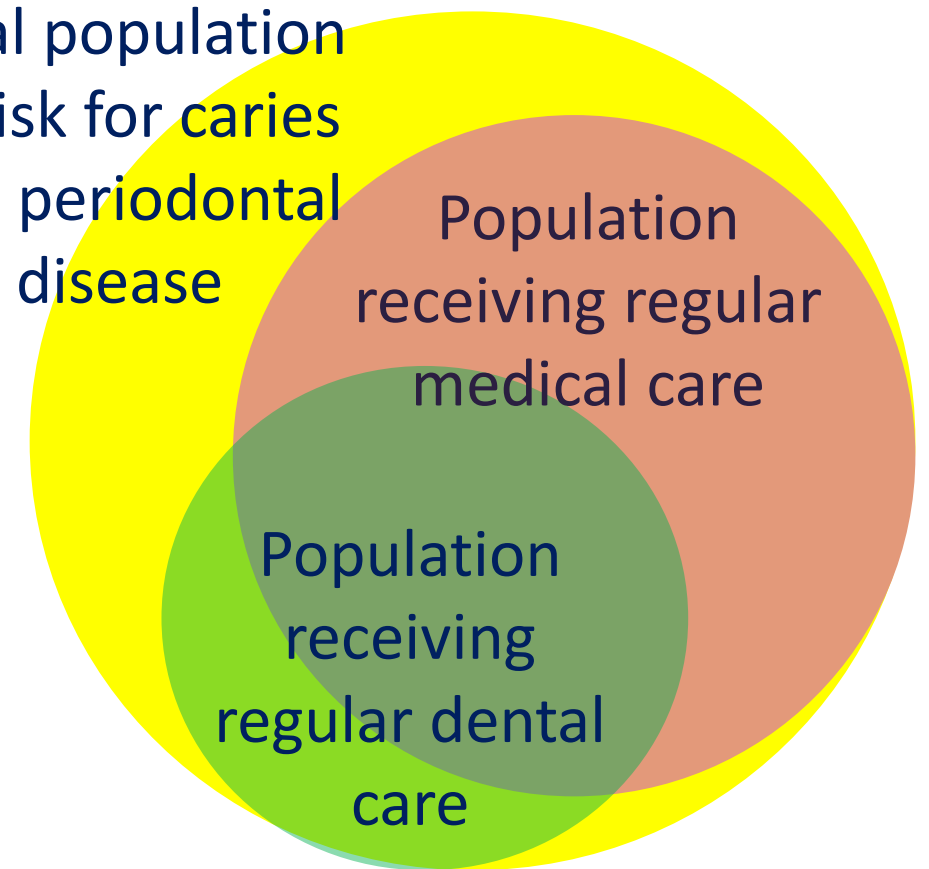 al population
isk for caries
periodontal
disease
Population
receiving regular
medical care
Population
receiving
regular dental
care